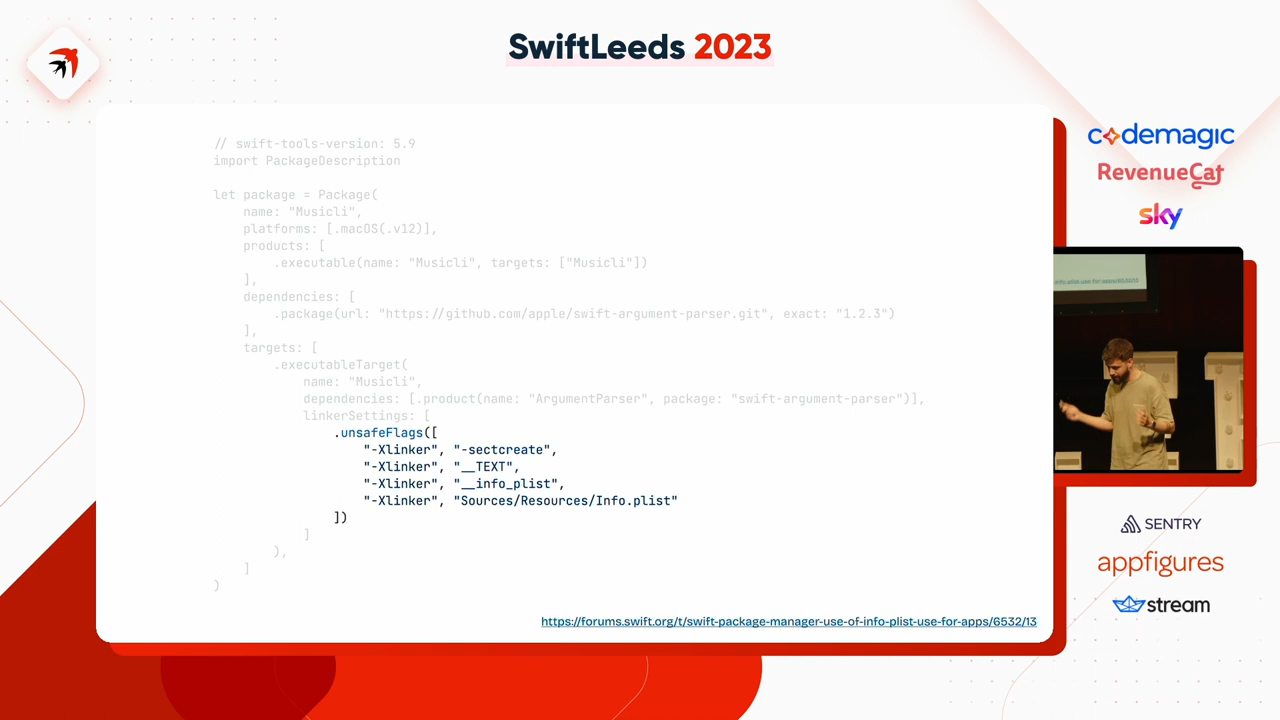 SwiftLeeds 2023
// swift-tools-version: 5.9
import PackageDescription
let package = Package(
name: "Musicli",
platforms: [.macOS(.v12)],
products: [
.executable(name: "Musicli", targets: ["Musicli"])
],
dependencies: [
.package(url: "https://github.com/apple/swift-argument-parser.git", exact: "1.2.3")
],
targets: [
.executableTarget(
name: "Musicli",
dependencies: [.product(name: "ArgumentParser", package: "swift-argument-parser")],
linkerSettings: [
.unsafeFlags([
"-Xlinker", "-sectcreate",
"-Xlinker", "__TEXT",
"-Xlinker", "__info_plist",
"-Xlinker", "Sources/Resources/Info.plist"
])
]
),
]
)
https://forums.swift.org/t/swift-package-manager-use-of-info-plist-use-for-apps/6532/13
codemagic
RevenueCat
sky
SENTRY
appfigures
stream